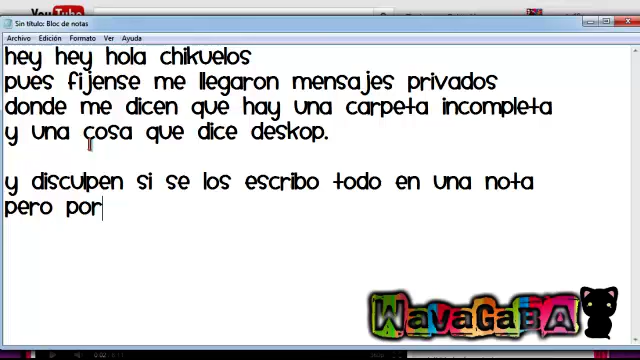 You Tube
Sin título: Bloc de notas
Archivo Edición Formato Ver Ayuda
hey hey hola chikuelos
pues fijense me llegaron mensajes privados
donde me dicen que hay una carpeta incompleta
y una cosa que dice deskop.
y disculpen si se los escribo todo en una nota
pero por
WavaGaBA